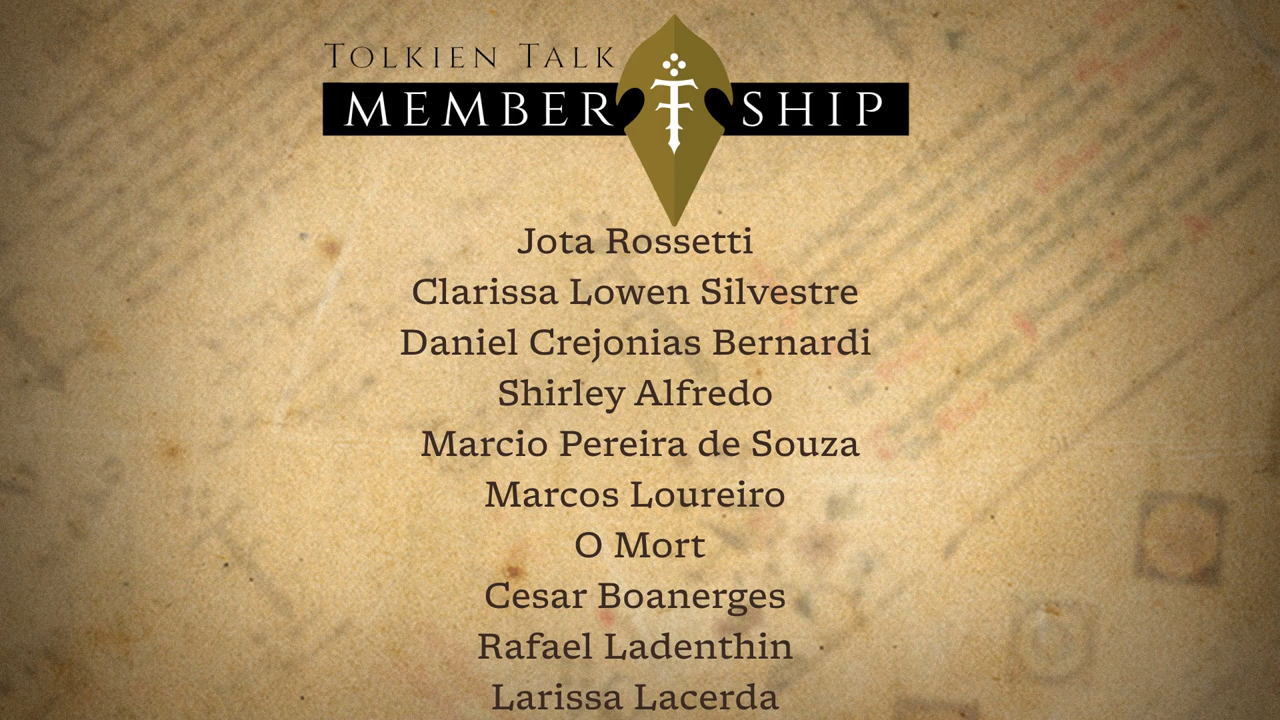 Tolkien Talk
MEMBERSHIP
Jota Rossetti
Clarissa Lowen Silvestre
Daniel Crejonias Bernardi
Shirley Alfredo
Marcio Pereira de Souza
Marcos Loureiro
O Mort
Cesar Boanerges
Rafael Ladenthin
Larissa Lacerda